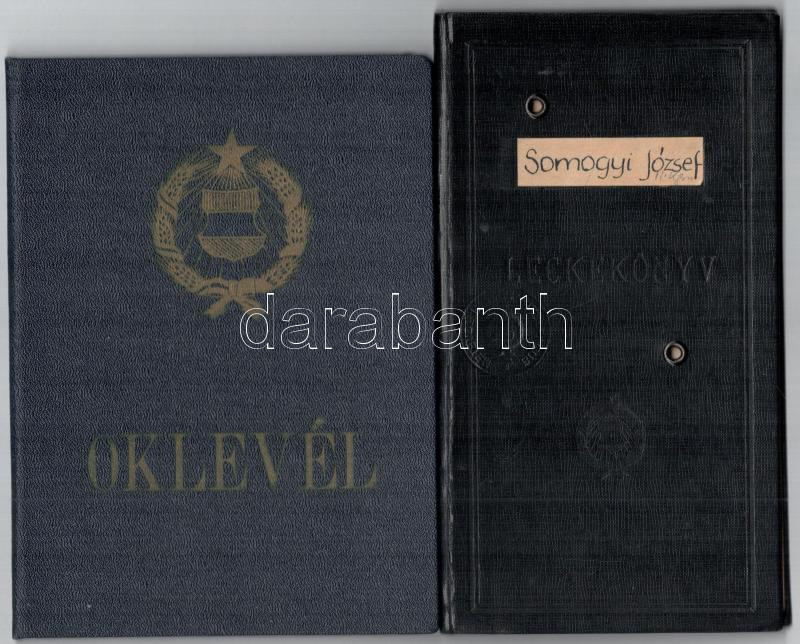 OKLEVÉL
Somogyi József
LECKEKÖNYV
darabanth